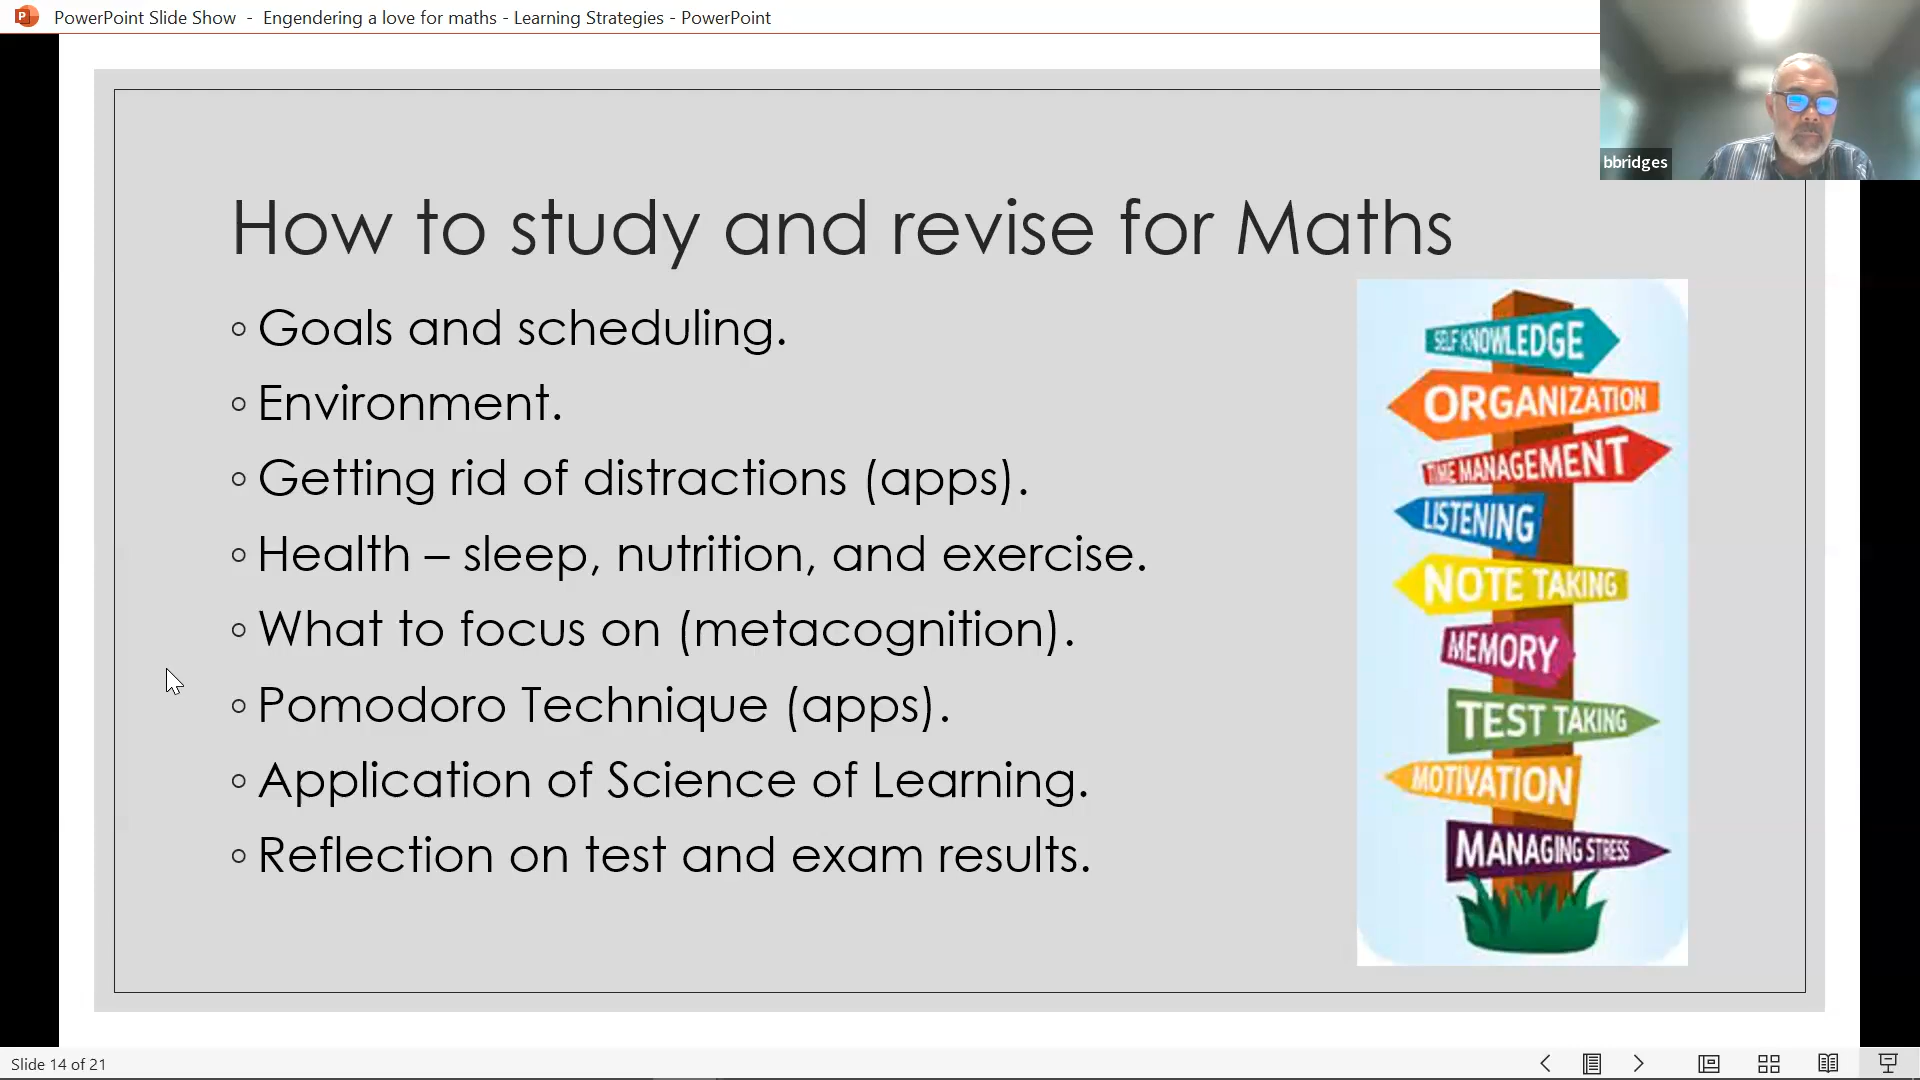 PowerPoint Slide Show - Engendering a love for maths - Learning Strategies - PowerPoint
bbridges
How to study and revise for Maths
Goals and scheduling.
Environment.
Getting rid of distractions (apps).
Health – sleep, nutrition, and exercise.
What to focus on (metacognition).
Pomodoro Technique (apps).
Application of Science of Learning.
Reflection on test and exam results.
SELF KNOWLEDGE
ORGANIZATION
TIME MANAGEMENT
LISTENING
NOTE TAKING
MEMORY
TEST TAKING
MOTIVATION
MANAGING STRESS
Slide 14 of 21